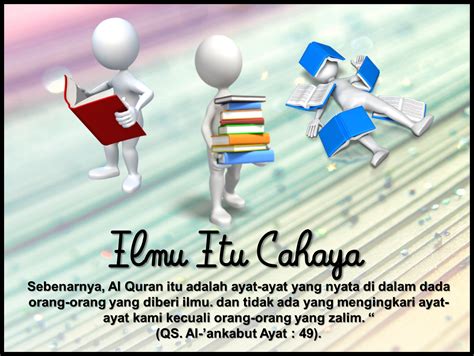 Ilmu Itu Cahaya
Sebenarnya, Al Quran itu adalah ayat-ayat yang nyata di dalam dada
orang-orang yang diberi ilmu. dan tidak ada yang mengingkari ayat-
ayat kami kecuali orang-orang yang zalim. “
(QS. Al-’ankabut Ayat : 49).